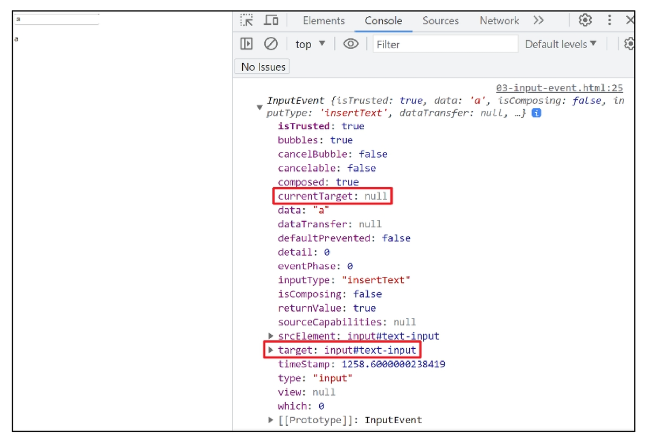 a
a
Elements Console Sources Network
top ▼ Filter Default levels ▼
No Issues
03-input-event.html:25
InputEvent {isTrusted: true, data: 'a', isComposing: false, in
putType: 'insertText', dataTransfer: null, …}
isTrusted: true
bubbles: true
cancelBubble: false
cancelable: false
composed: true
currentTarget: null
data: "a"
dataTransfer: null
defaultPrevented: false
detail: 0
eventPhase: 0
inputType: "insertText"
isComposing: false
returnValue: true
sourceCapabilities: null
srcElement: input#text-input
target: input#text-input
timeStamp: 1258.6000000238419
type: "input"
view: null
which: 0
[[Prototype]]: InputEvent